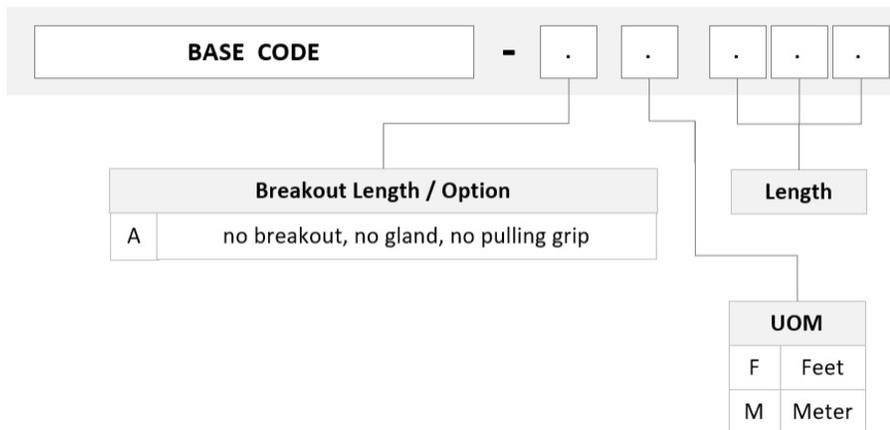 BASE CODE - . . . . .
Breakout Length / Option
A no breakout, no gland, no pulling grip
Length
UOM
F Feet
M Meter